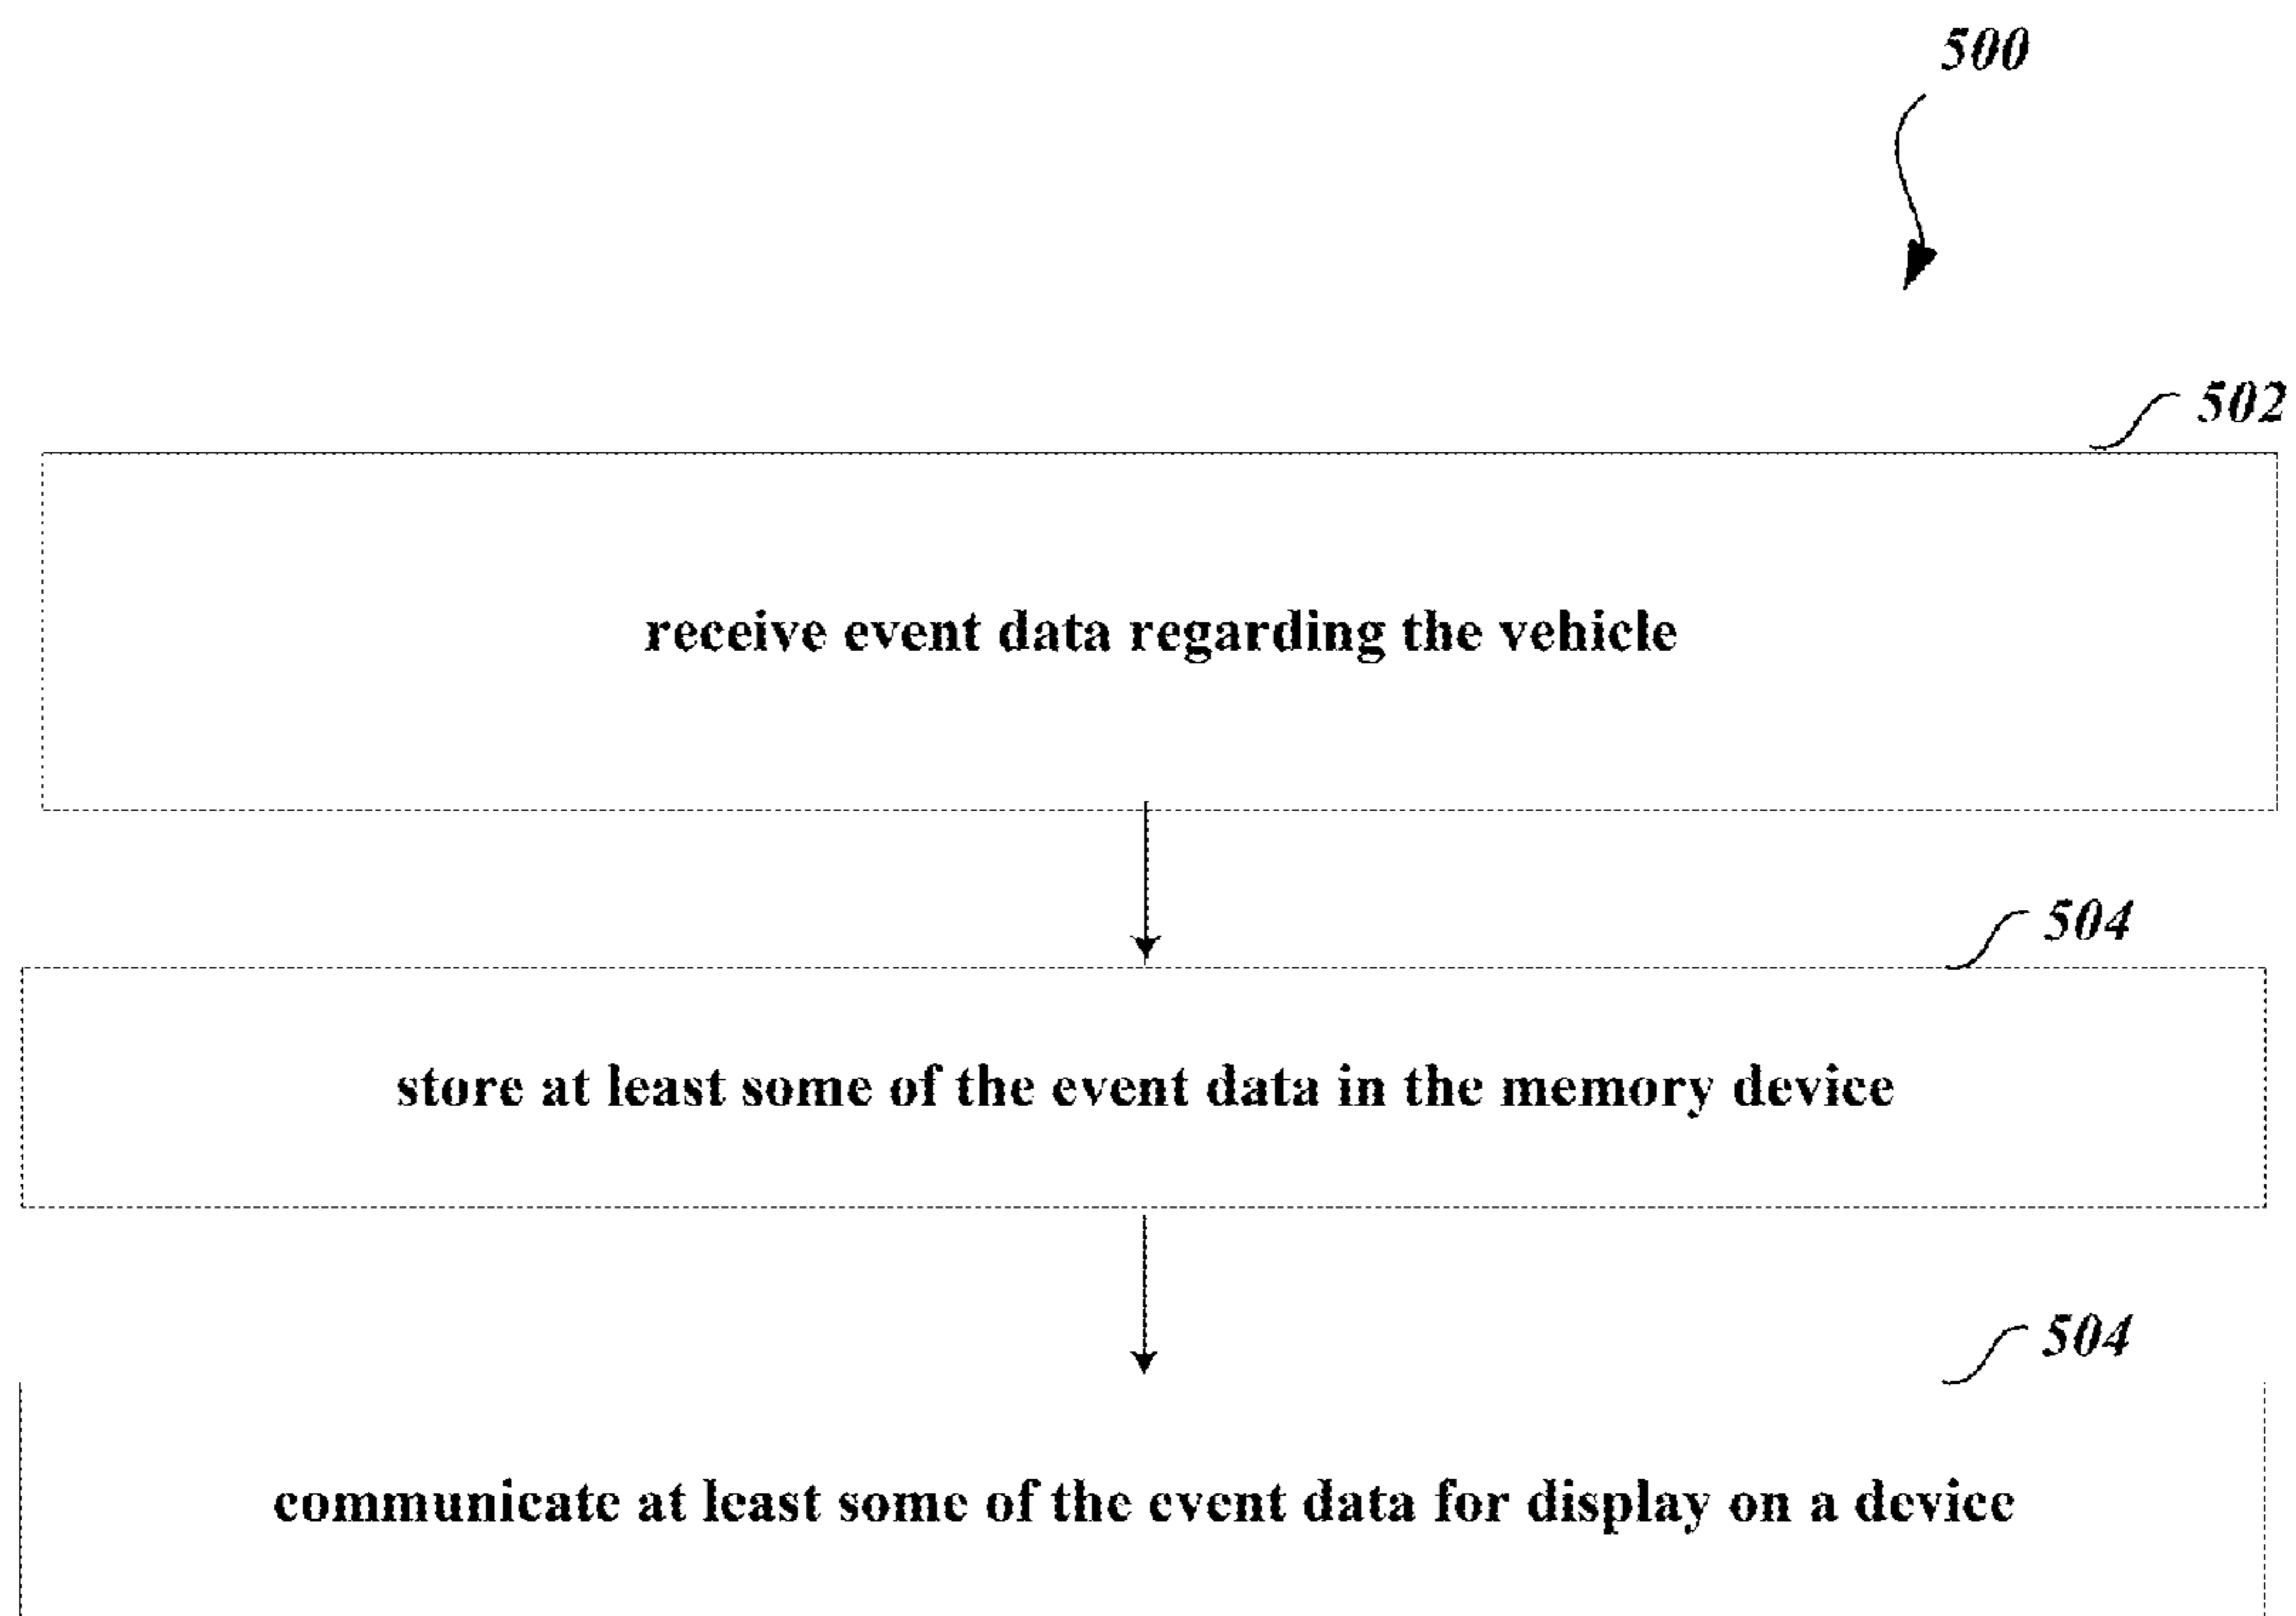 500
502
receive event data regarding the vehicle
504
store at least some of the event data in the memory device
504
communicate at least some of the event data for display on a device